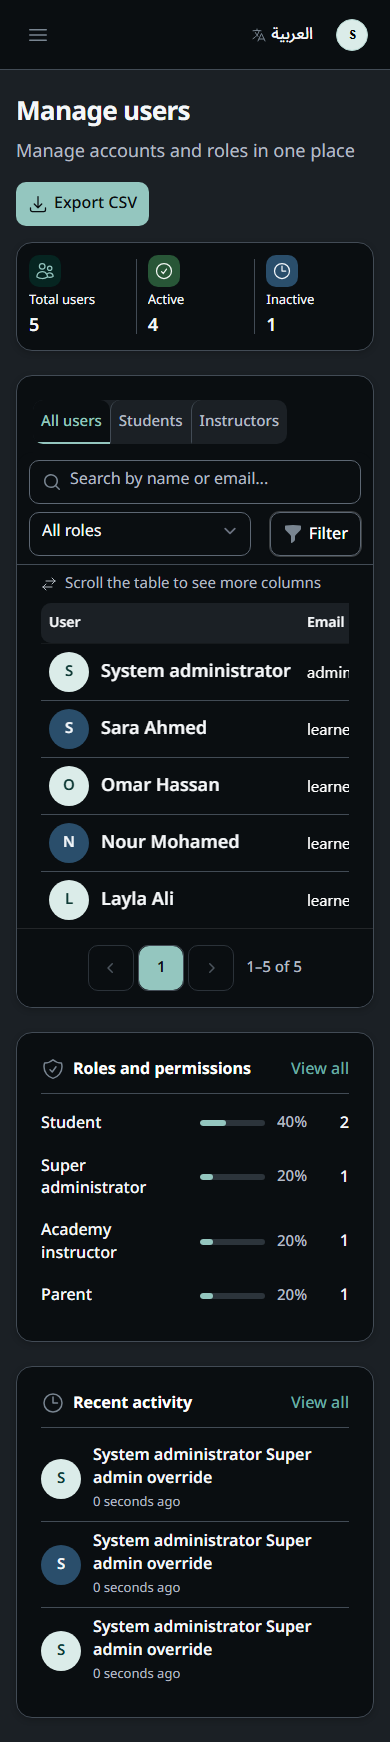 العربية
S
Manage users
Manage accounts and roles in one place
Export CSV
Total users
5
Active
4
Inactive
1
All users
Students
Instructors
Search by name or email...
All roles
Filter
Scroll the table to see more columns
User Email
S System administrator admin
S Sara Ahmed learne
O Omar Hassan learne
N Nour Mohamed learne
L Layla Ali learne
1
1–5 of 5
Roles and permissions
View all
Student 40% 2
Super
administrator
20% 1
Academy
instructor
20% 1
Parent 20% 1
Recent activity
View all
S
System administrator Super
admin override
0 seconds ago
S
System administrator Super
admin override
0 seconds ago
S
System administrator Super
admin override
0 seconds ago